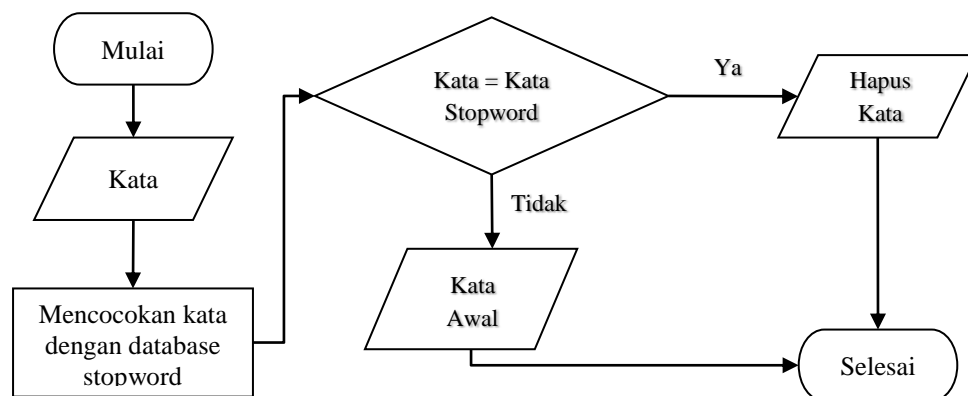 Mulai
Kata
Mencocokan kata
dengan database
stopword
Kata = Kata
Stopword
Ya
Hapus
Kata
Tidak
Kata
Awal
Selesai